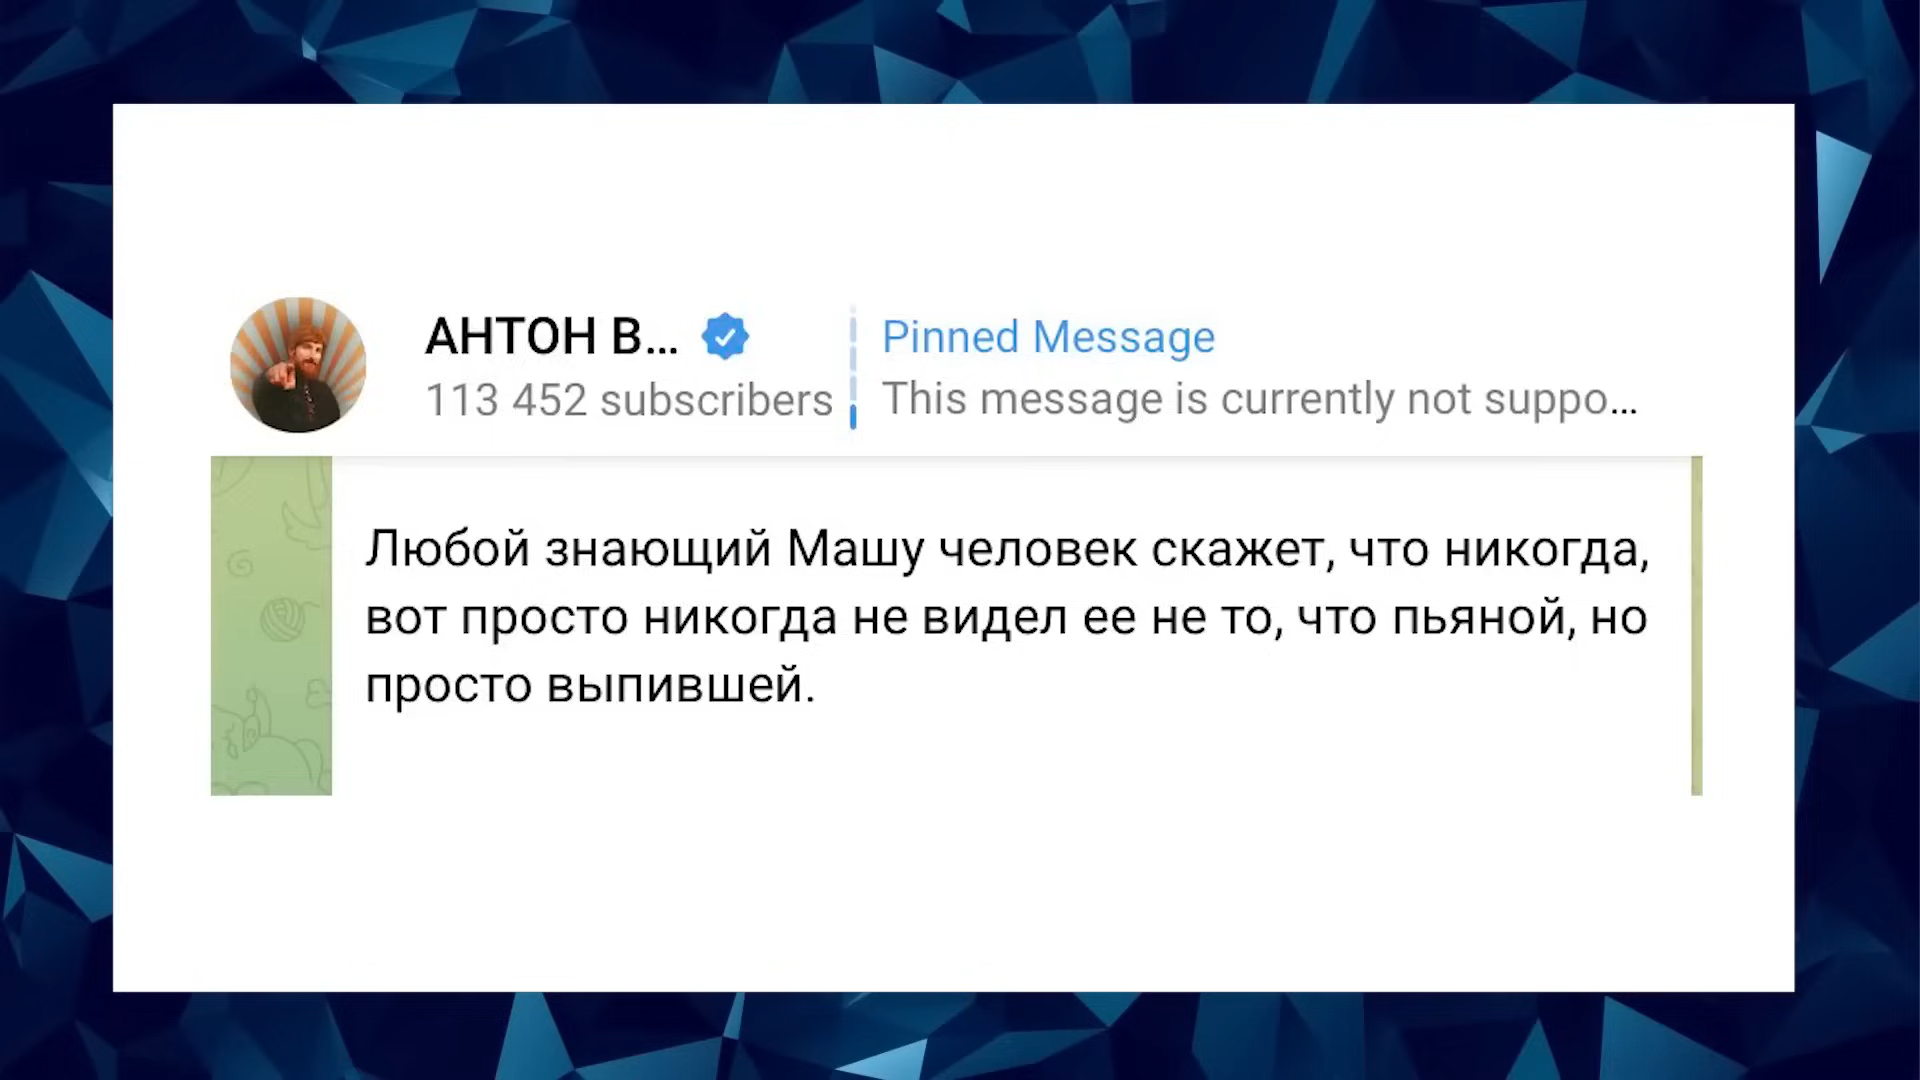 АНТОН В...
113 452 subscribers
Pinned Message
This message is currently not suppo...
Любой знающий Машу человек скажет, что никогда,
вот просто никогда не видел ее не то, что пьяной, но
просто выпившей.